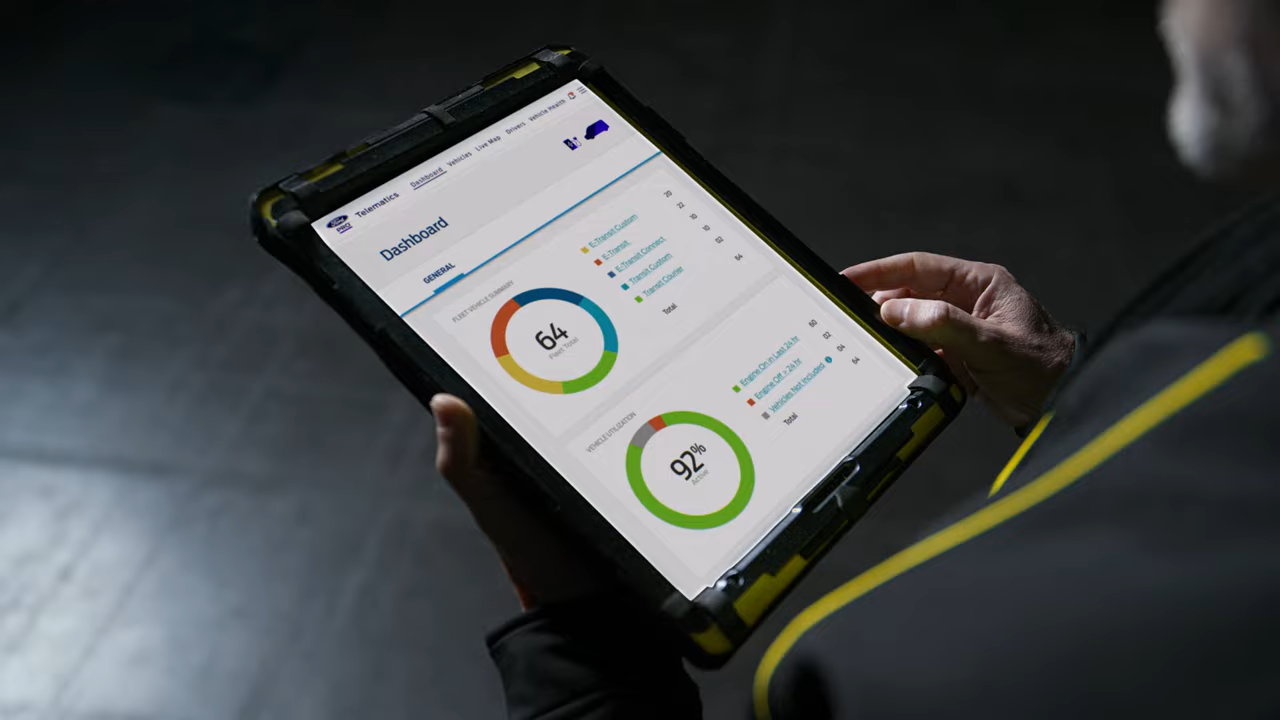 Ford
PRO
Telematics
Dashboard
Vehicles
Live Map
Drivers
Vehicle Health
Dashboard
GENERAL
FLEET VEHICLE SUMMARY
64
Fleet Total
E-Transit Custom 20
E-Transit 22
E-Transit Connect 10
Transit Custom 10
Transit Courier 02
Total 64
VEHICLE UTILIZATION
92%
Active
Engine On in Last 24 hr 60
Engine Off > 24 hr 02
Vehicles Not Included 04
Total 64